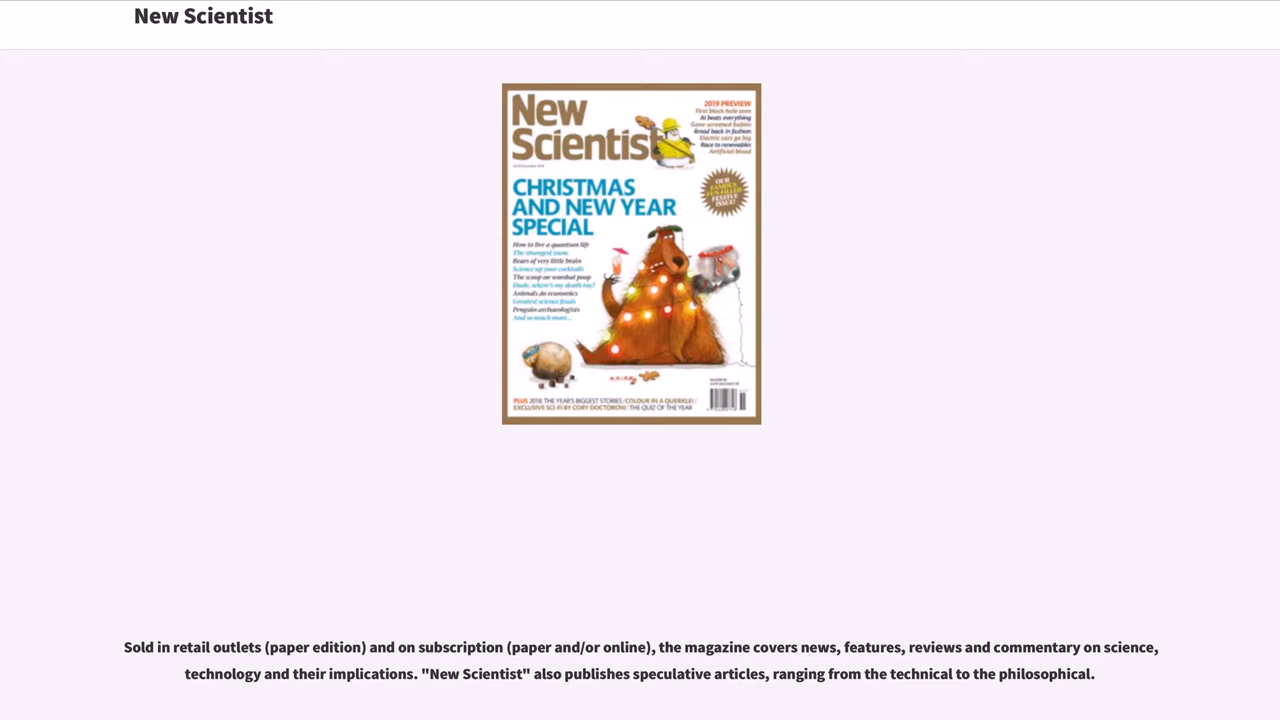 New Scientist
New
Scientist
2019 PREVIEW
First black hole seen
AI beats everything
Gene-screened babies
Bread back in fashion
Electric cars go big
Race to renewables
Artificial blood
OUR
FAMOUS
FUN-FILLED
FESTIVE
ISSUE!
CHRISTMAS
AND NEW YEAR
SPECIAL
How to live a quantum life
The strangest snow
Bears of very little brain
Science up your cocktails
The scoop on wombat poop
Dude, where's my death ray?
Animals do economics
Greatest science feuds
Penguin archaeologists
And so much more...
PLUS 2018: THE YEAR'S BIGGEST STORIES / COLOUR IN A QUERKLE! /
EXCLUSIVE SCI-FI BY CORY DOCTOROW / THE QUIZ OF THE YEAR
Sold in retail outlets (paper edition) and on subscription (paper and/or online), the magazine covers news, features, reviews and commentary on science,
technology and their implications. "New Scientist" also publishes speculative articles, ranging from the technical to the philosophical.